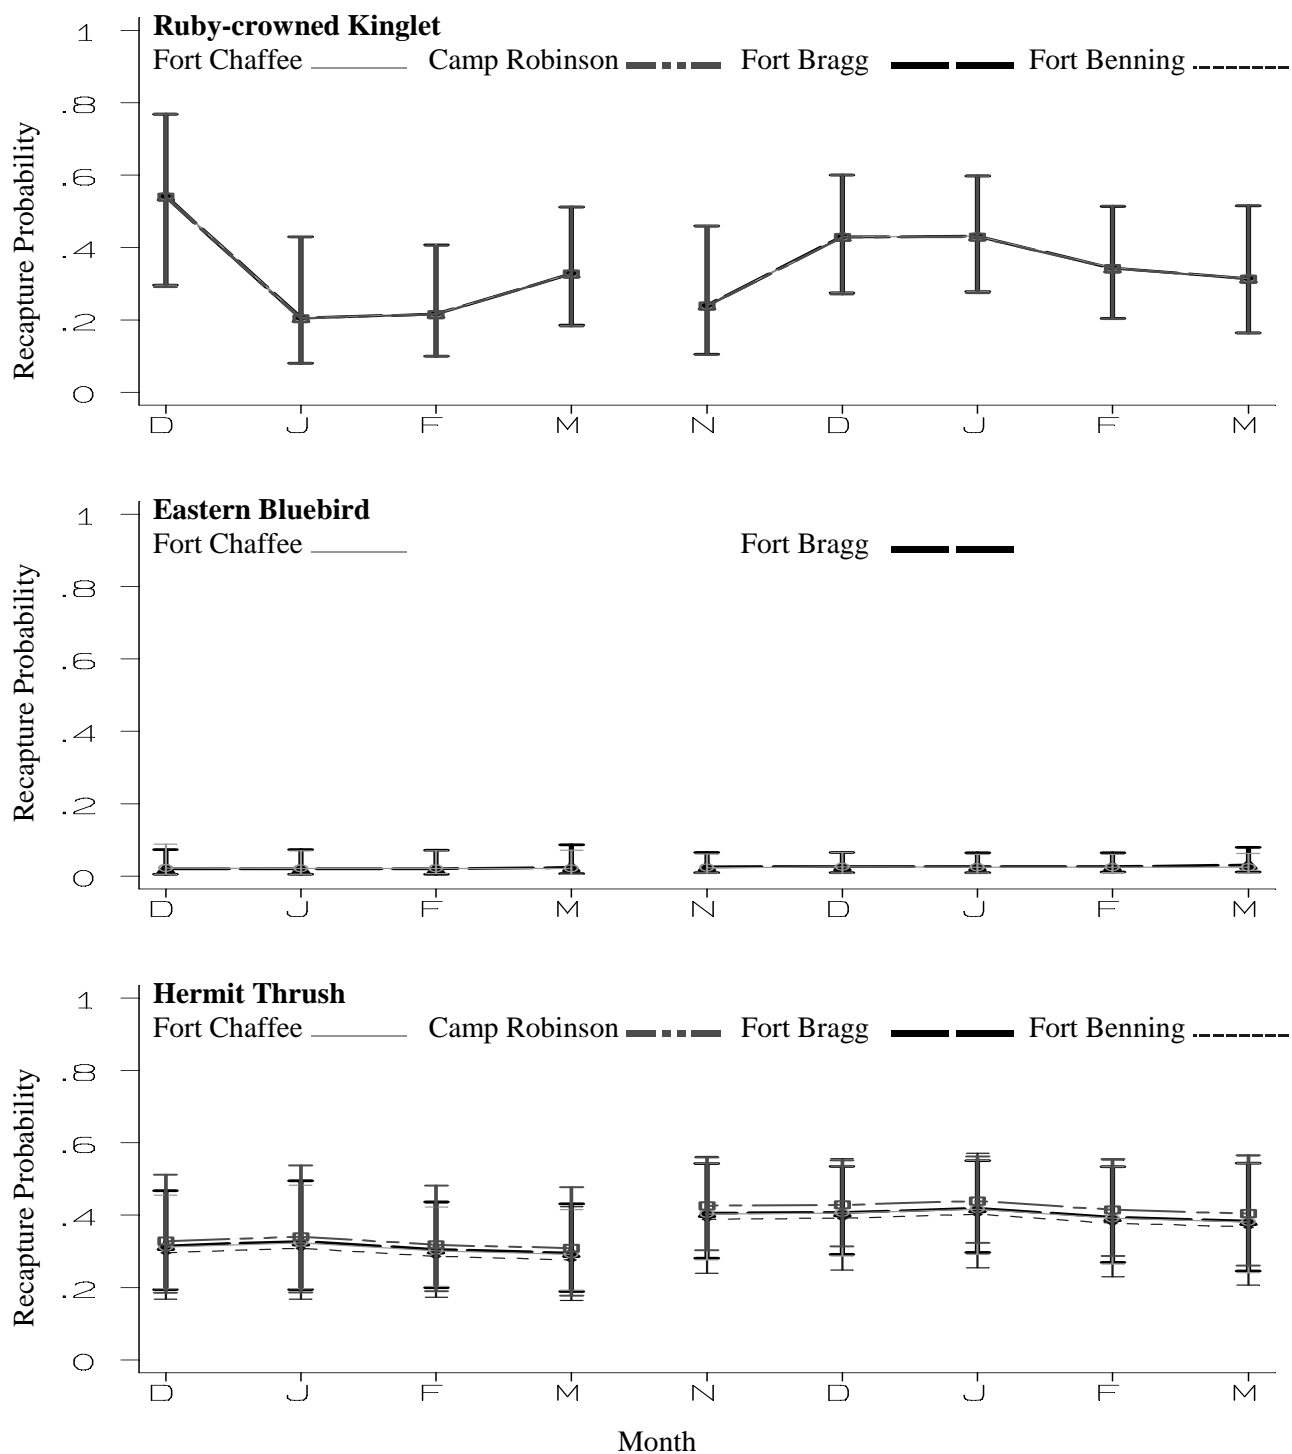 Ruby-crowned Kinglet
Fort Chaffee Camp Robinson Fort Bragg Fort Benning
Recapture Probability
1
.8
.6
.4
.2
0
D J F M N D J F M
Eastern Bluebird
Fort Chaffee Fort Bragg
Recapture Probability
1
.8
.6
.4
.2
0
D J F M N D J F M
Hermit Thrush
Fort Chaffee Camp Robinson Fort Bragg Fort Benning
Recapture Probability
1
.8
.6
.4
.2
0
D J F M N D J F M
Month